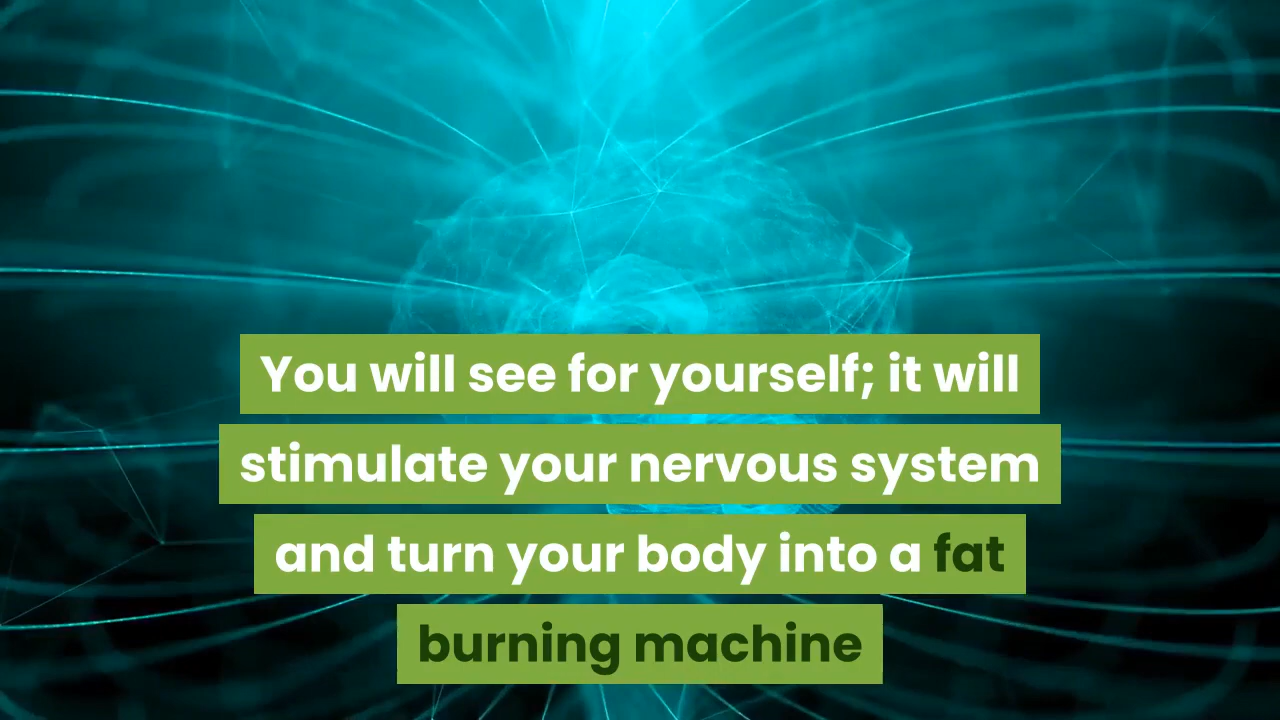 You will see for yourself; it will
stimulate your nervous system
and turn your body into a fat
burning machine